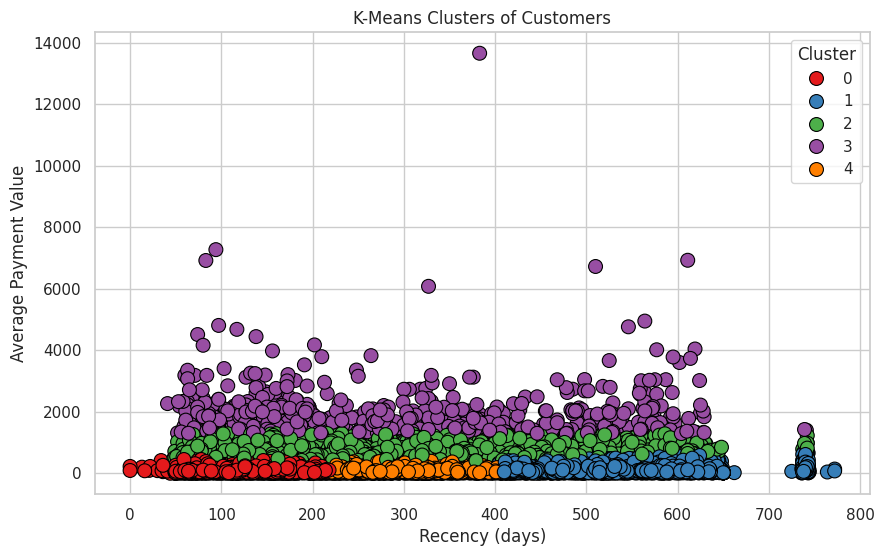 K-Means Clusters of Customers
14000
12000
10000
8000
6000
4000
2000
0
Average Payment Value
Cluster
0
1
2
3
4
0 100 200 300 400 500 600 700 800
Recency (days)